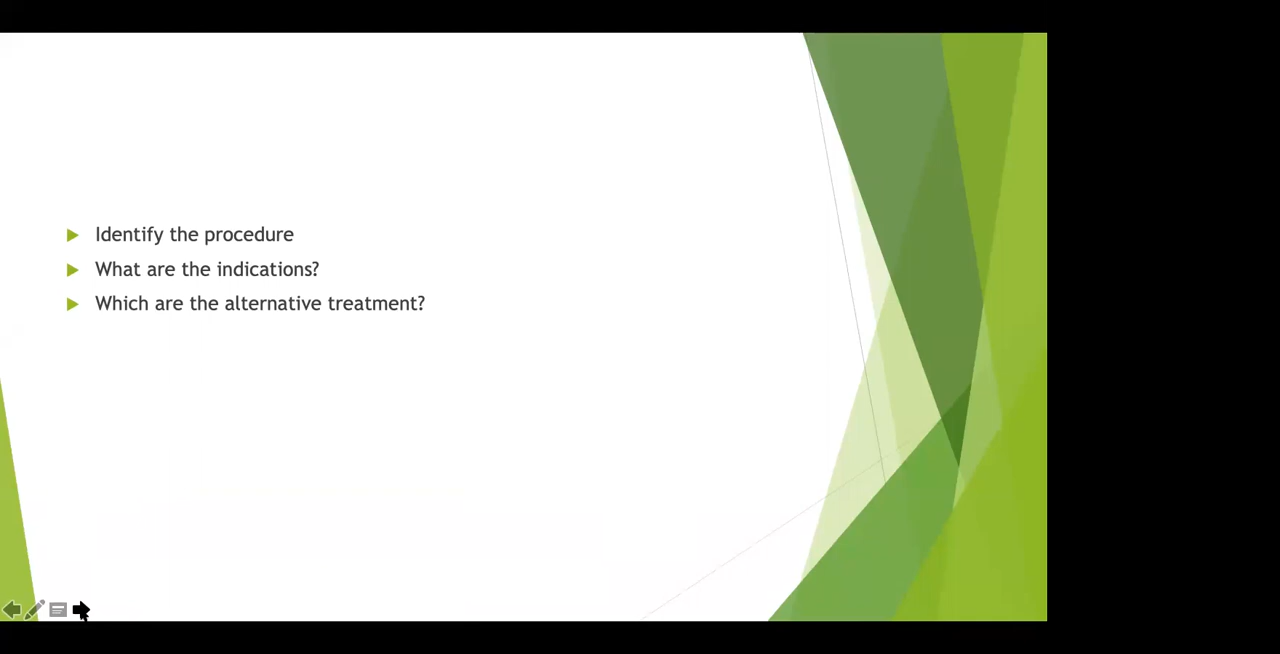 Identify the procedure
What are the indications?
Which are the alternative treatment?